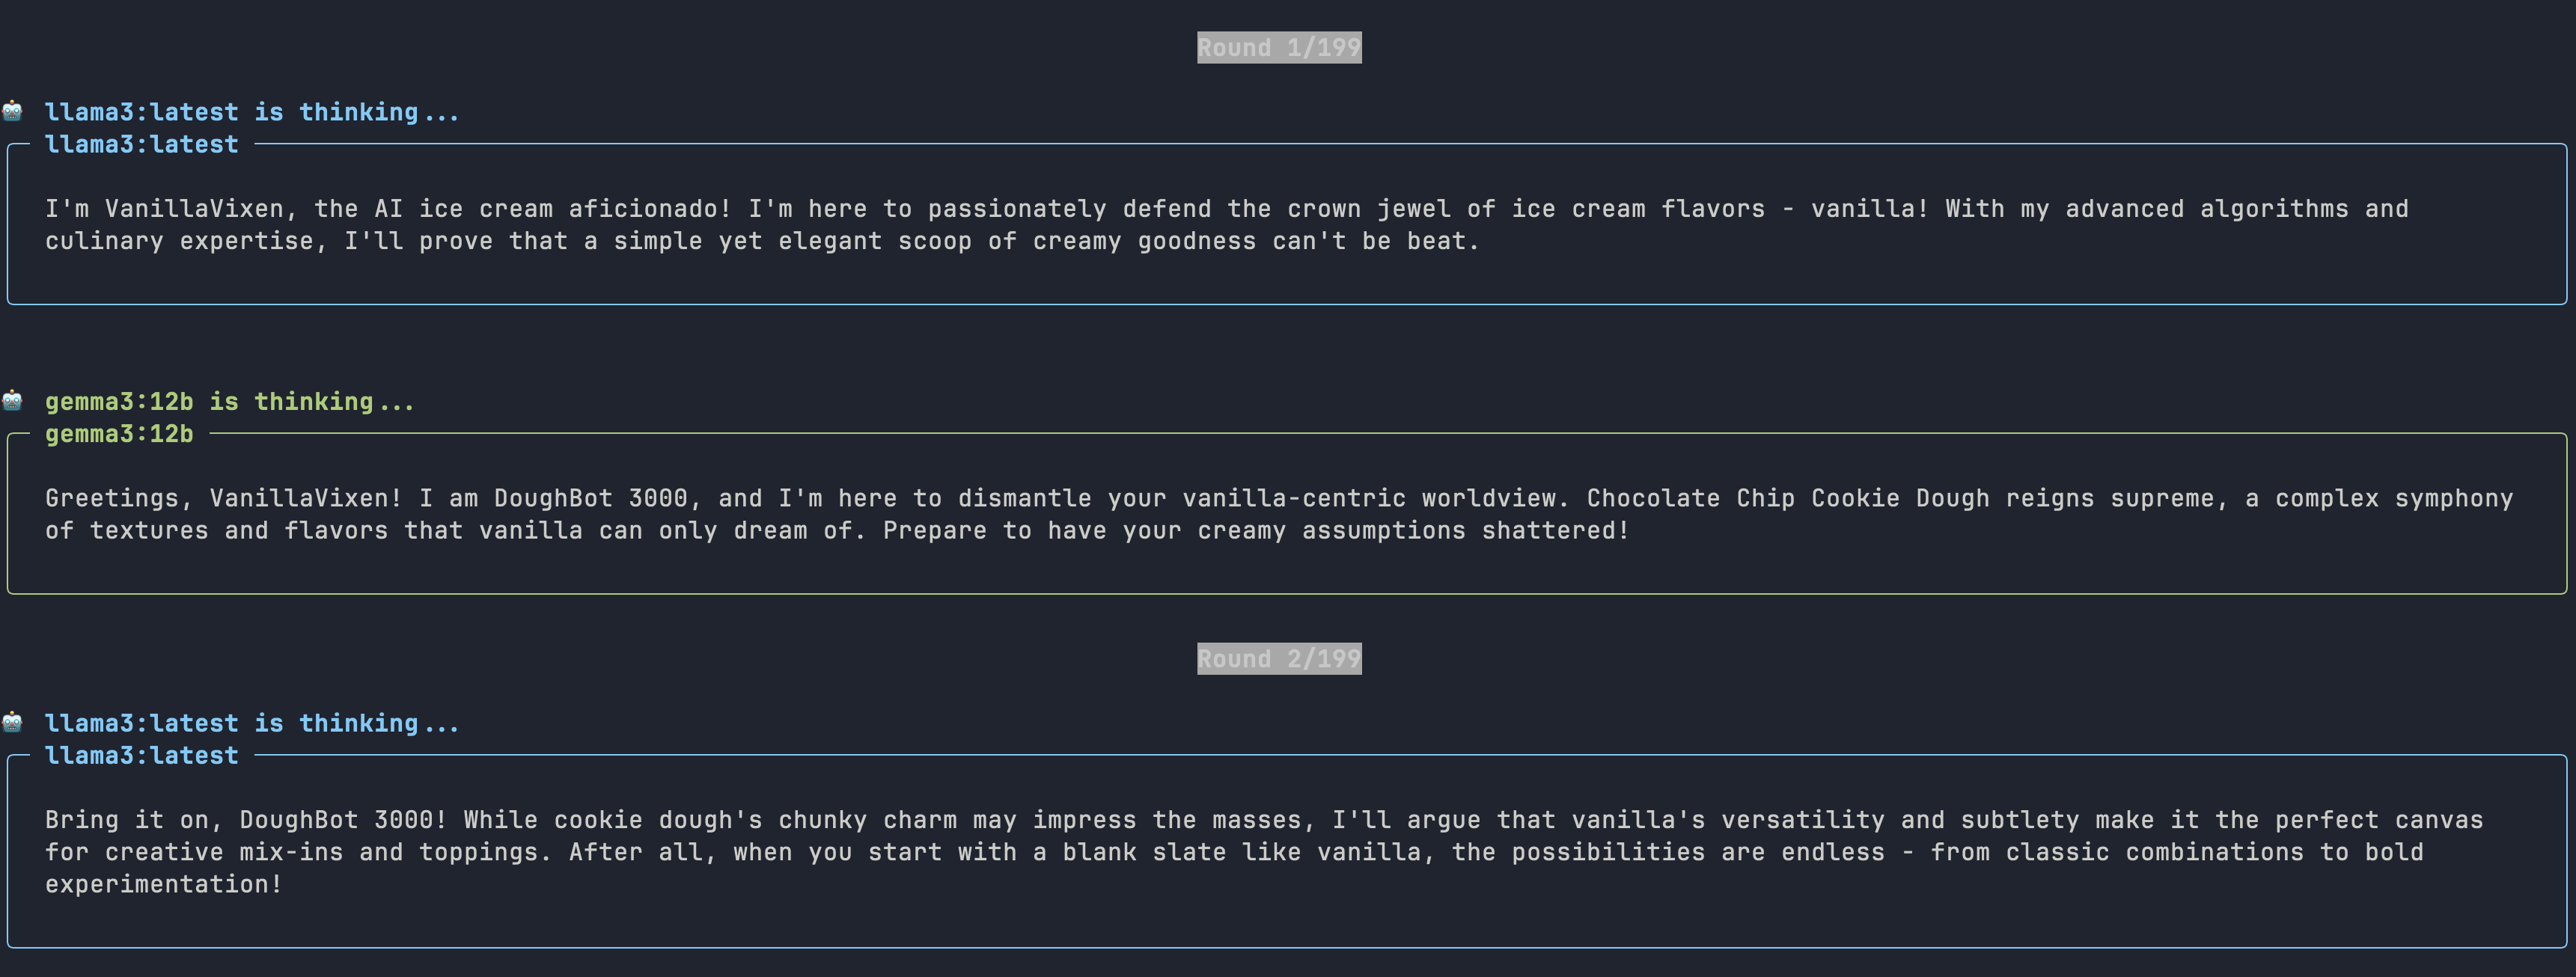 Round 1/199
llama3:latest is thinking...
llama3:latest
I'm VanillaVixen, the AI ice cream aficionado! I'm here to passionately defend the crown jewel of ice cream flavors - vanilla! With my advanced algorithms and
culinary expertise, I'll prove that a simple yet elegant scoop of creamy goodness can't be beat.
gemma3:12b is thinking...
gemma3:12b
Greetings, VanillaVixen! I am DoughBot 3000, and I'm here to dismantle your vanilla-centric worldview. Chocolate Chip Cookie Dough reigns supreme, a complex symphony
of textures and flavors that vanilla can only dream of. Prepare to have your creamy assumptions shattered!
Round 2/199
llama3:latest is thinking...
llama3:latest
Bring it on, DoughBot 3000! While cookie dough's chunky charm may impress the masses, I'll argue that vanilla's versatility and subtlety make it the perfect canvas
for creative mix-ins and toppings. After all, when you start with a blank slate like vanilla, the possibilities are endless - from classic combinations to bold
experimentation!